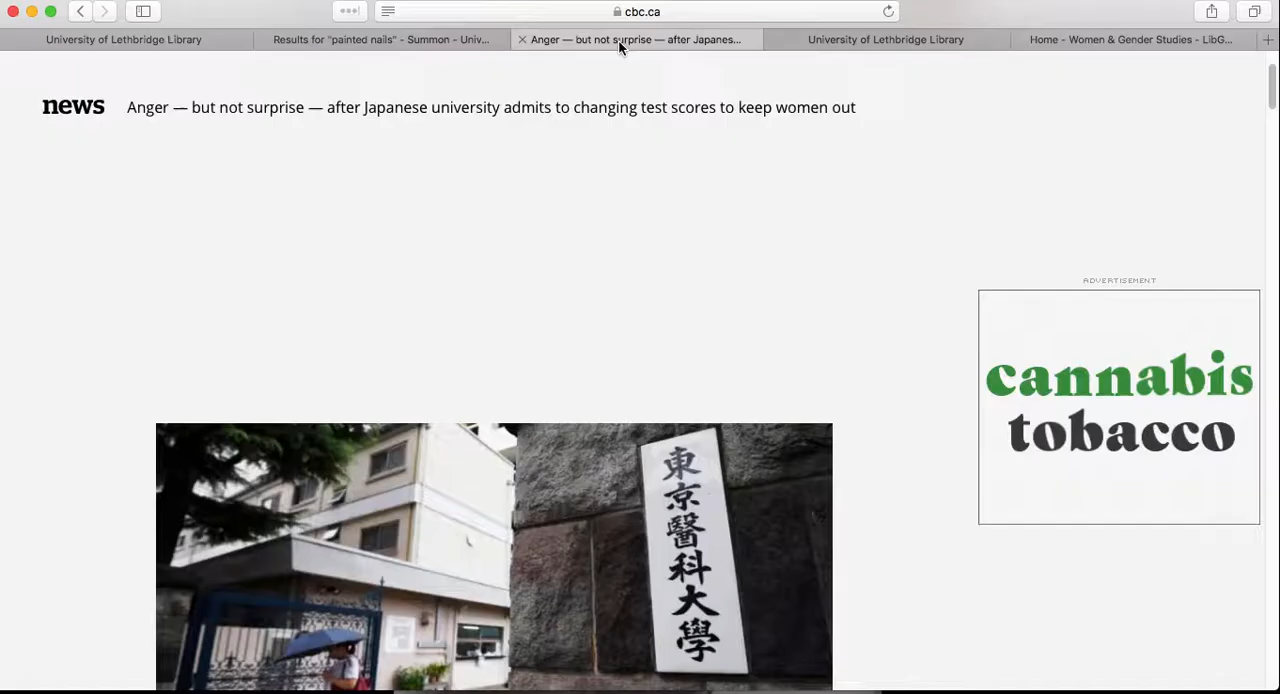 cbc.ca
University of Lethbridge Library
Results for "painted nails" - Summon - Univ...
Anger — but not surprise — after Japanes...
University of Lethbridge Library
Home - Women & Gender Studies - LibG...
news
Anger — but not surprise — after Japanese university admits to changing test scores to keep women out
ADVERTISEMENT
cannabis
tobacco
東京醫科大學